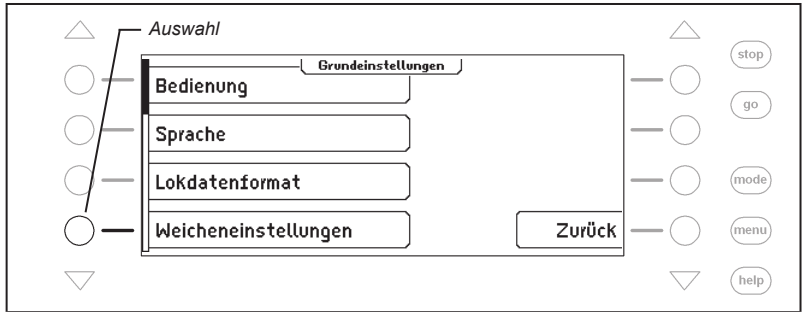 Auswahl
Grundeinstellungen
Bedienung
Sprache
Lokdatenformat
Weicheneinstellungen
Zurück
stop
go
mode
menu
help